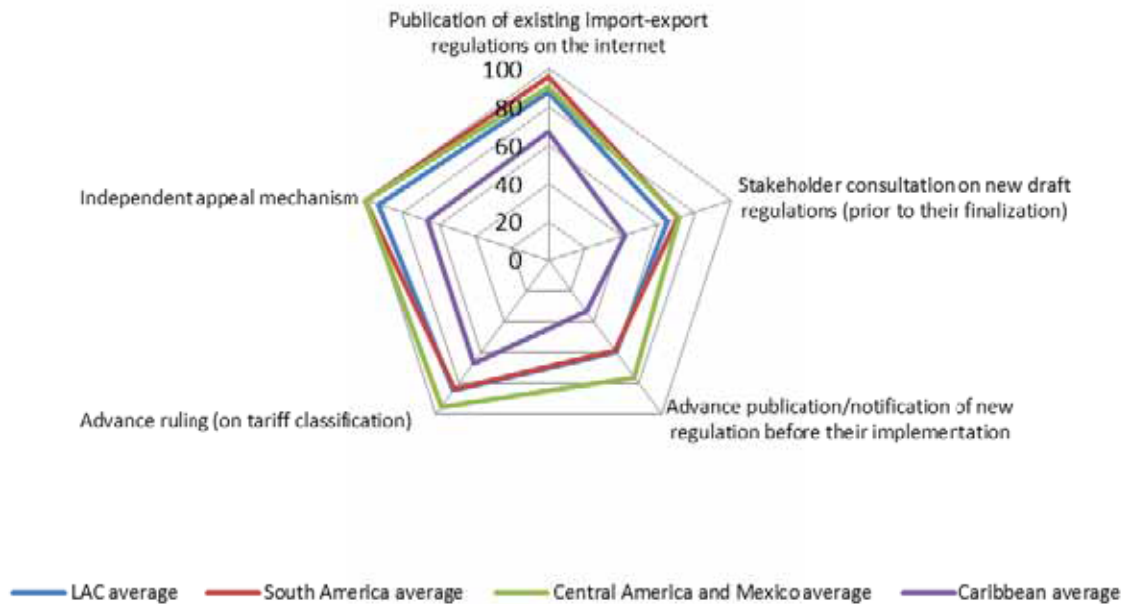 Publication of existing import-export
regulations on the internet
100
80
60
40
20
0
Independent appeal mechanism
Stakeholder consultation on new draft
regulations (prior to their finalization)
Advance ruling (on tariff classification)
Advance publication/notification of new
regulation before their implementation
LAC average
South America average
Central America and Mexico average
Caribbean average